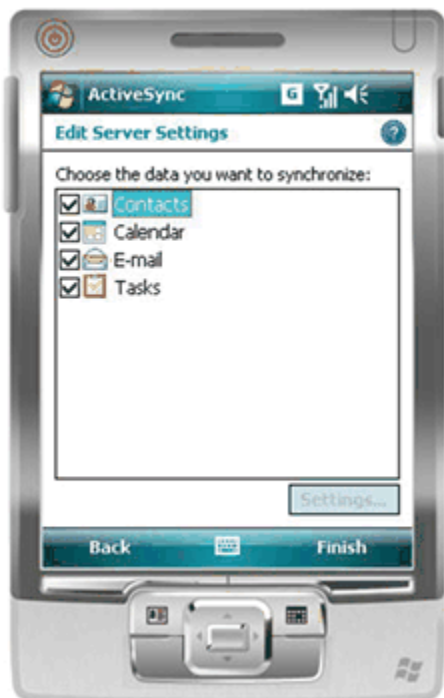 ActiveSync
G
Edit Server Settings
?
Choose the data you want to synchronize:
Contacts
Calendar
E-mail
Tasks
Settings...
Back
Finish